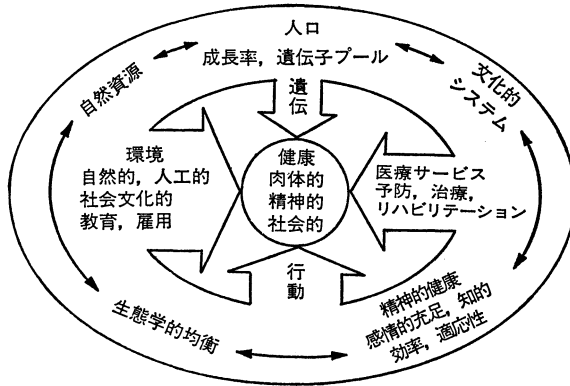 人口
成長率，遺伝子プール
自然資源
文化的
システム
遺伝
環境
自然的，人工的
社会文化的
教育，雇用
健康
肉体的
精神的
社会的
医療サービス
予防，治療，
リハビリテーション
行動
生態学的均衡
精神的健康
感情的充足，知的
効率，適応性